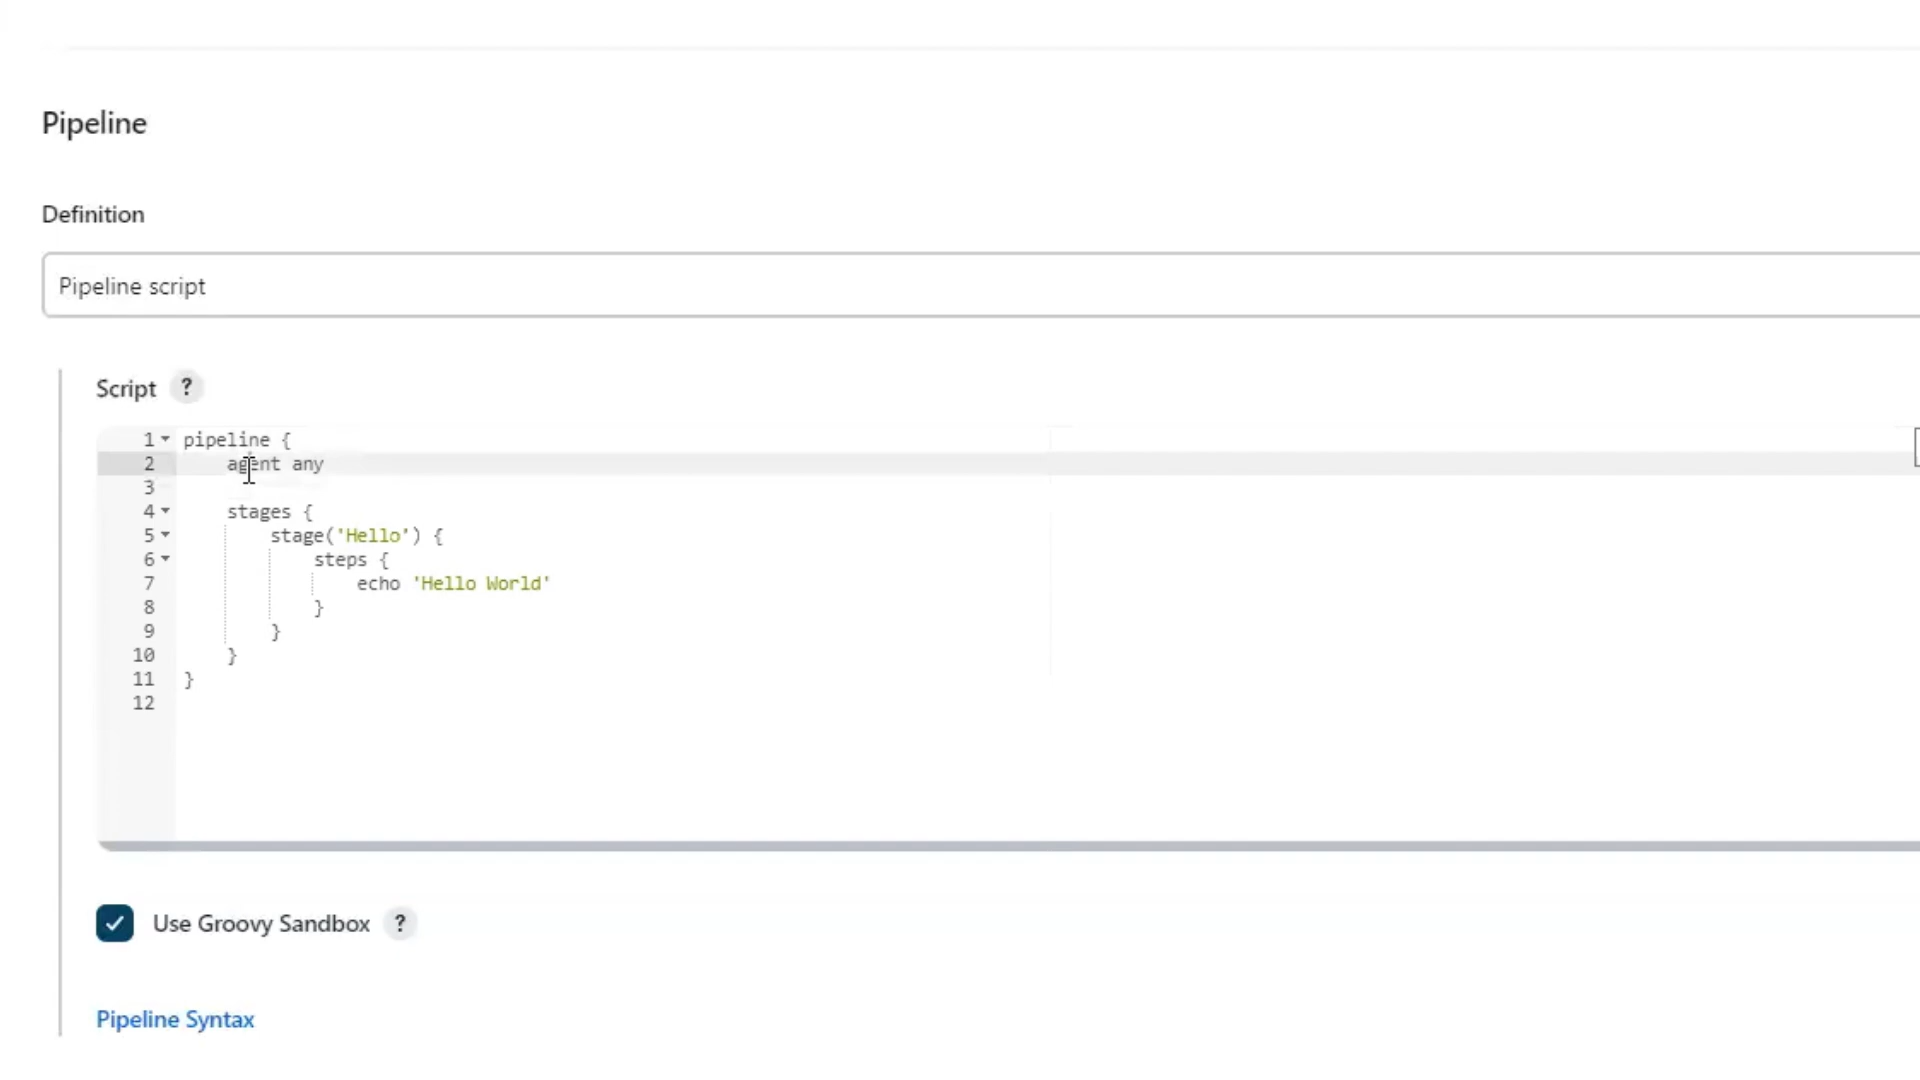 Pipeline
Definition
Pipeline script
Script ?
1 pipeline {
2     agent any
3
4     stages {
5         stage('Hello') {
6             steps {
7                 echo 'Hello World'
8             }
9         }
10     }
11 }
12
Use Groovy Sandbox ?
Pipeline Syntax